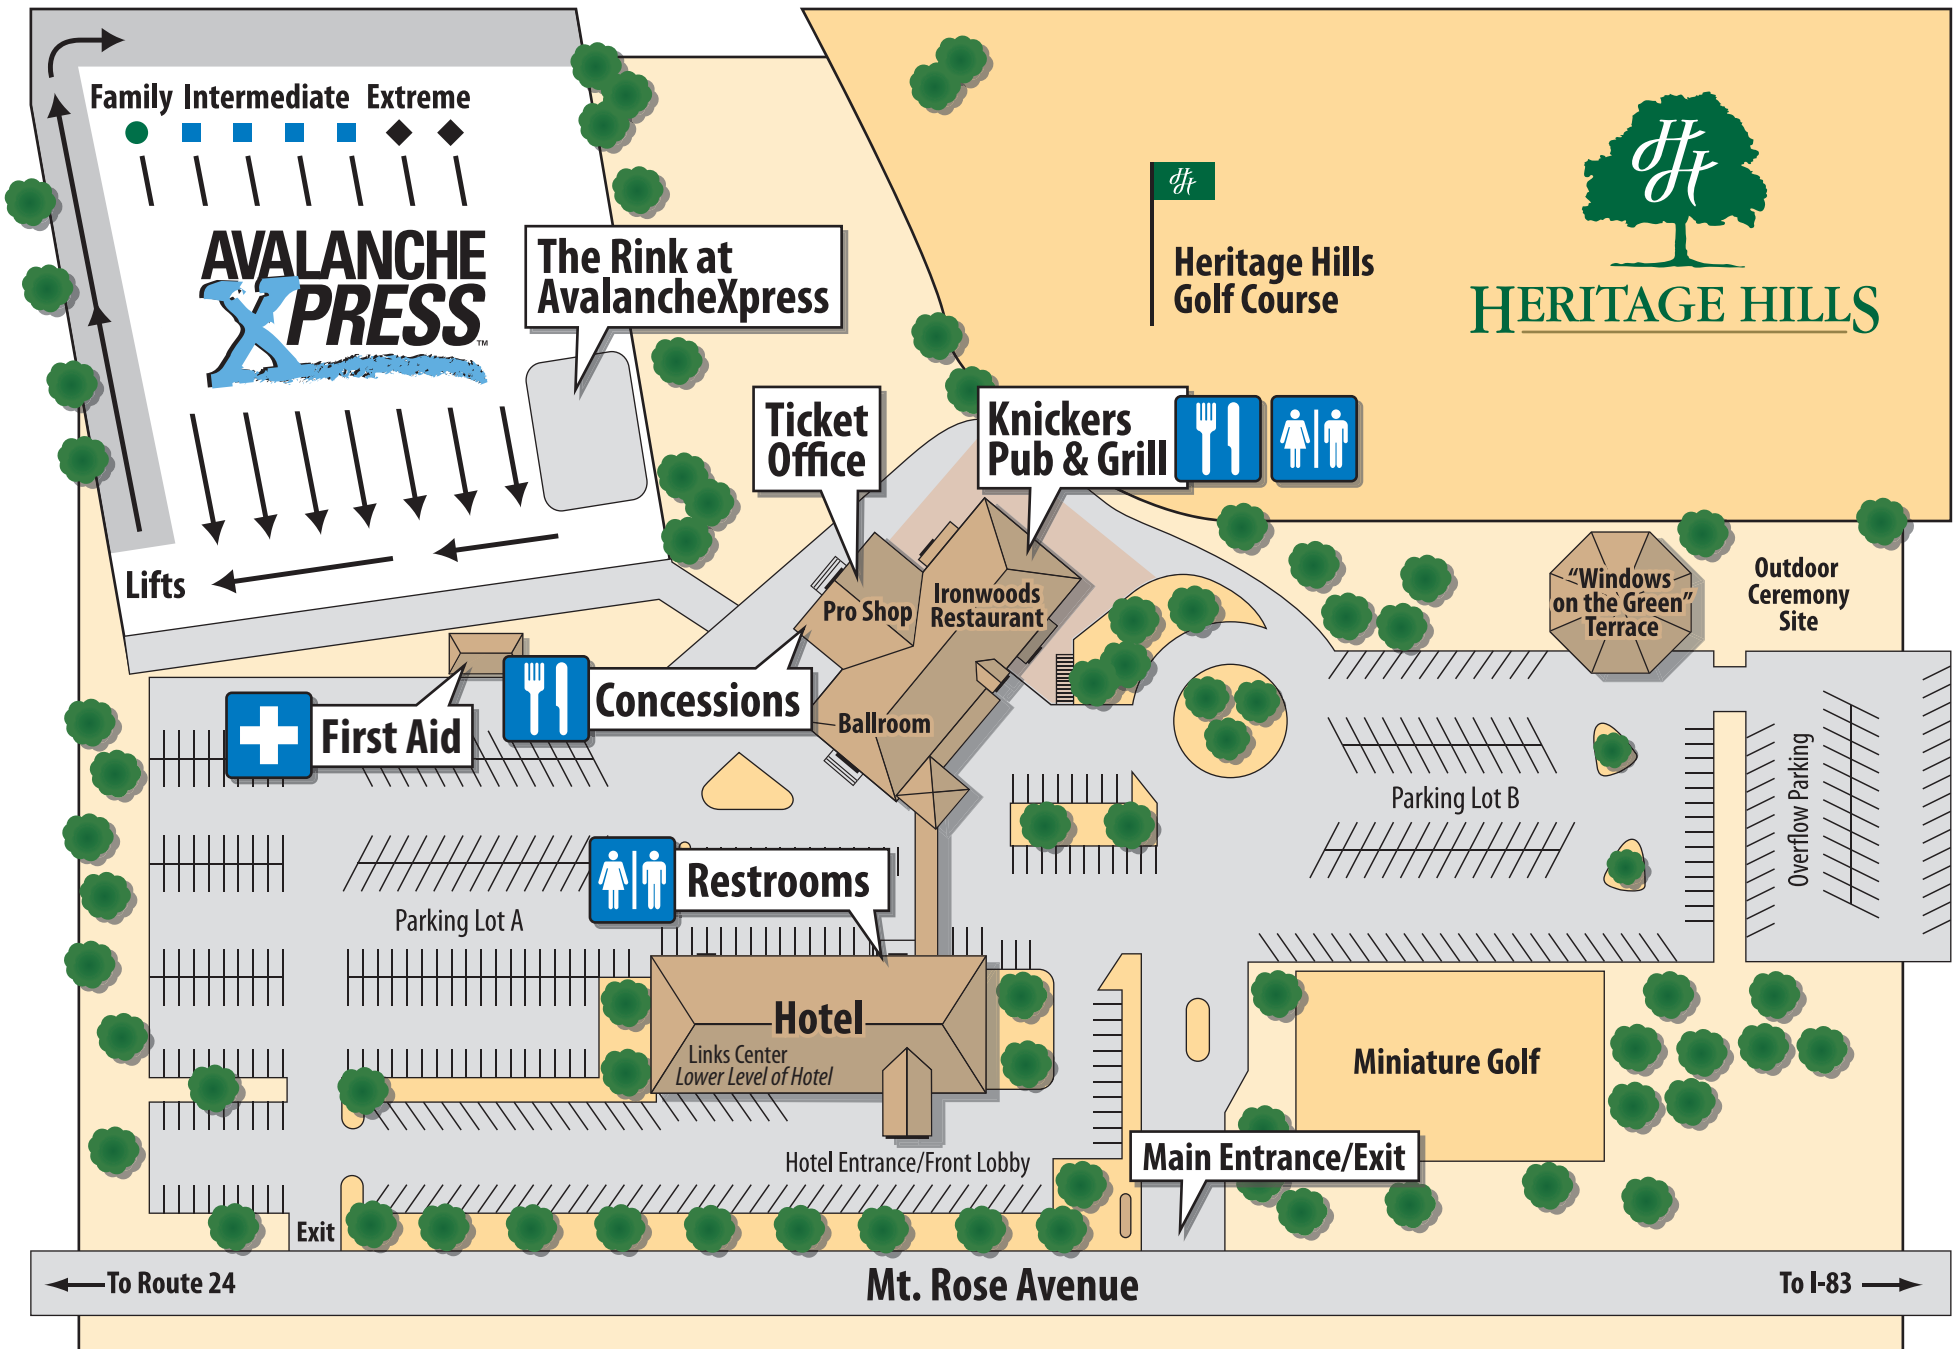 Family Intermediate Extreme
AVALANCHE
XPRESS™
The Rink at
AvalancheXpress
HH
Heritage Hills
Golf Course
HH
HERITAGE HILLS
Ticket
Office
Knickers
Pub & Grill
Lifts
Pro Shop
Ironwoods
Restaurant
"Windows
on the Green"
Terrace
Outdoor
Ceremony
Site
First Aid
Concessions
Ballroom
Parking Lot B
Overflow Parking
Parking Lot A
Restrooms
Hotel
Links Center
Lower Level of Hotel
Miniature Golf
Hotel Entrance/Front Lobby
Main Entrance/Exit
Exit
To Route 24
Mt. Rose Avenue
To I-83